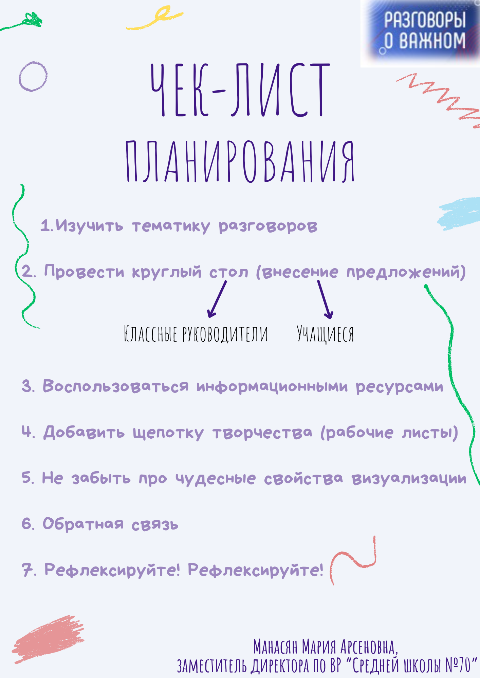 РАЗГОВОРЫ
О ВАЖНОМ
ЧЕК-ЛИСТ
ПЛАНИРОВАНИЯ
1.Изучить тематику разговоров
2. Провести круглый стол (внесение предложений)
Классные руководители Учащиеся
3. Воспользоваться информационными ресурсами
4. Добавить щепотку творчества (рабочие листы)
5. Не забыть про чудесные свойства визуализации
6. Обратная связь
7. Рефлексируйте! Рефлексируйте!
Манасян Мария Арсеновна,
заместитель директора по ВР "Средней школы №70"